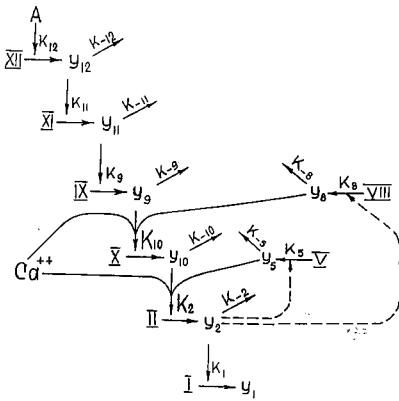 A
K₁₂ K₋₁₂
XII y₁₂
K₁₁ K₋₁₁
XI y₁₁
K₉ K₋₉ K₋₈ K₈
IX y₉ y₈ VIII
K₁₀ K₋₁₀ K₋₅ K₅
Ca⁺⁺ X y₁₀ y₅ V
K₂ K₋₂
II y₂
K₁
I y₁